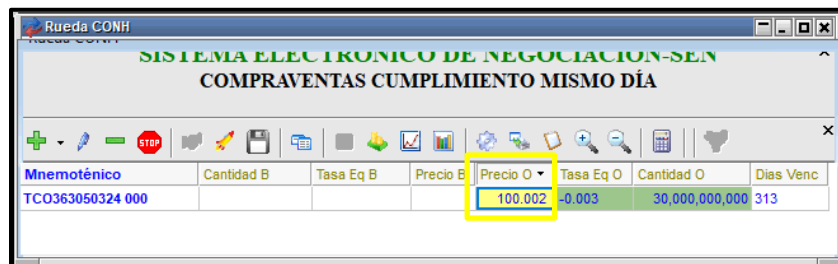 Rueda CONH
SISTEMA ELECTRONICO DE NEGOCIACION-SEN
COMPRAVENTAS CUMPLIMIENTO MISMO DÍA
STOP
Mnemoténico Cantidad B Tasa Eq B Precio B Precio O Tasa Eq O Cantidad O Dias Venc
TCO363050324 000 100.002 -0.003 30,000,000,000 313